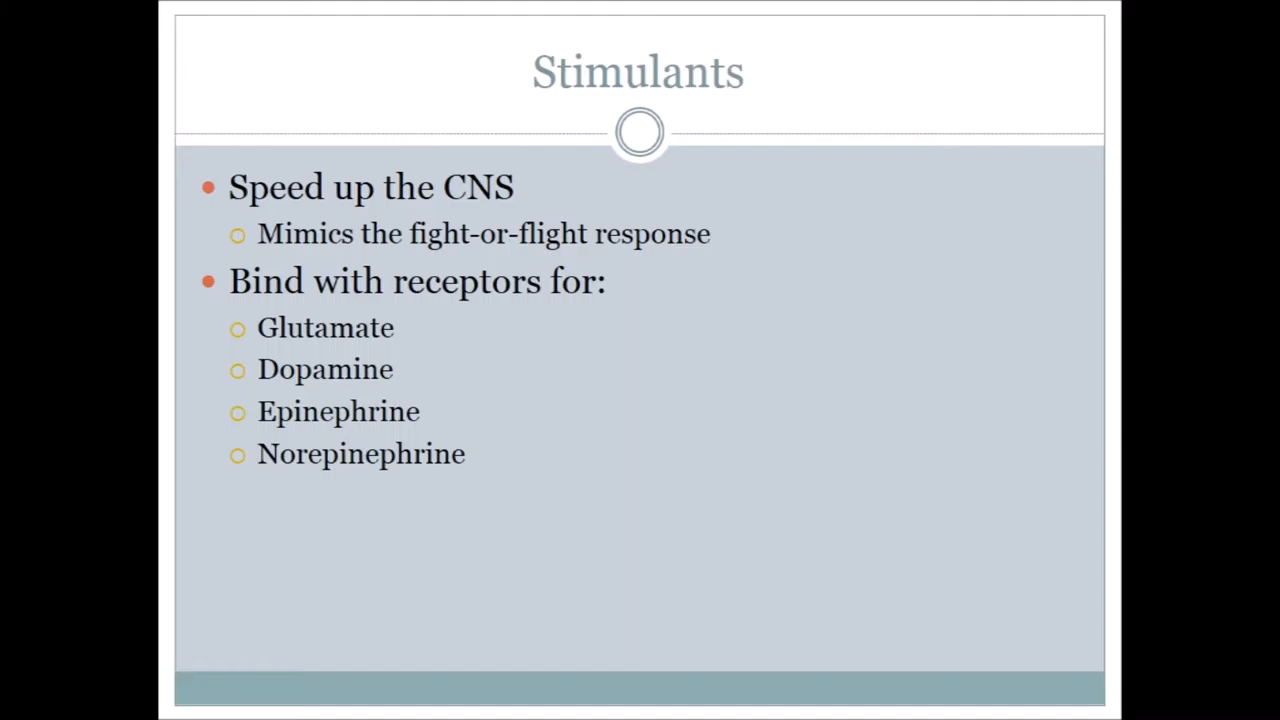 Stimulants
Speed up the CNS
Mimics the fight-or-flight response
Bind with receptors for:
Glutamate
Dopamine
Epinephrine
Norepinephrine